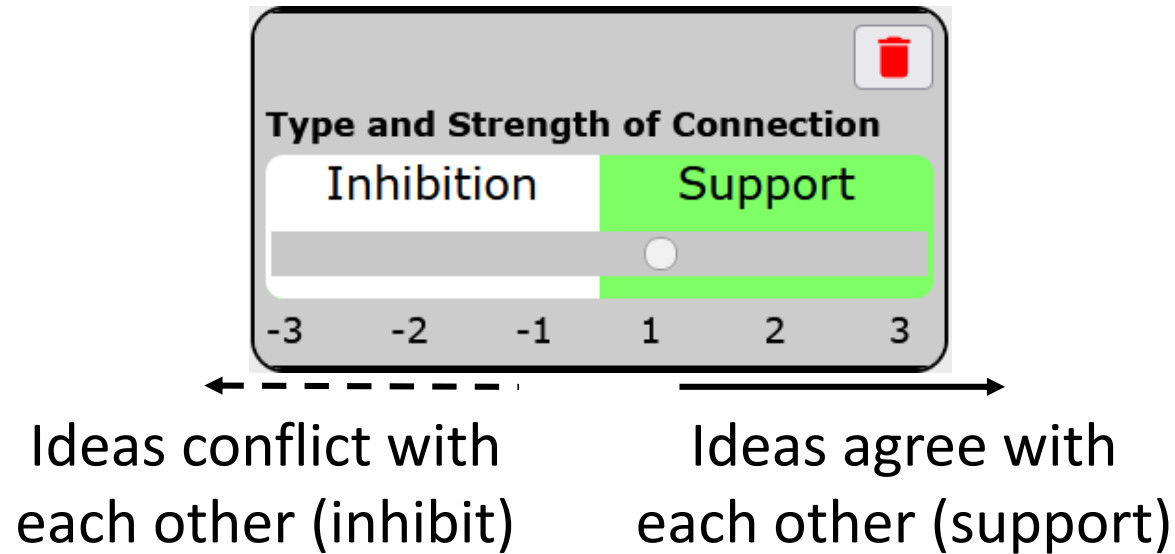 Type and Strength of Connection
Inhibition Support
-3 -2 -1 1 2 3
Ideas conflict with Ideas agree with
each other (inhibit) each other (support)